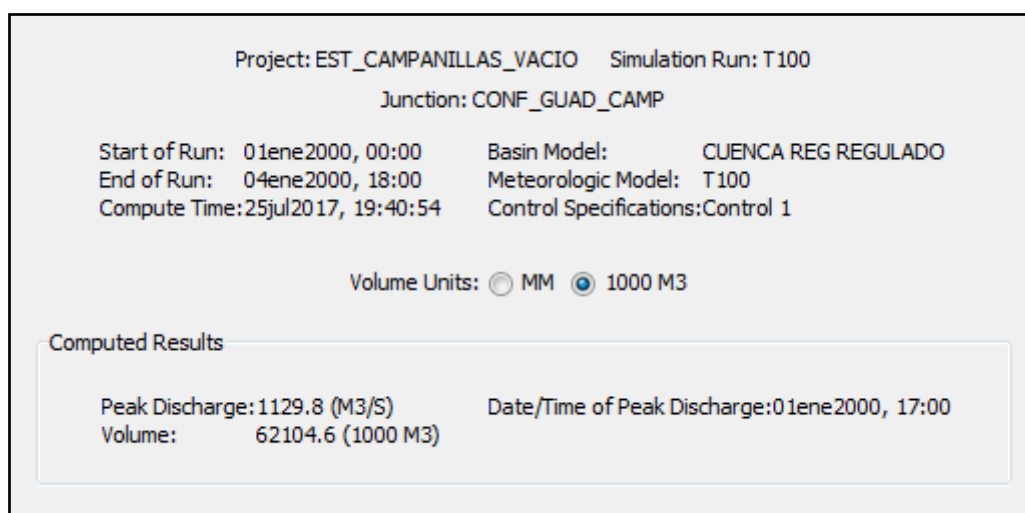 Project: EST_CAMPANILLAS_VACIO Simulation Run: T100
Junction: CONF_GUAD_CAMP
Start of Run: 01ene2000, 00:00 Basin Model: CUENCA REG REGULADO
End of Run: 04ene2000, 18:00 Meteorologic Model: T100
Compute Time:25jul2017, 19:40:54 Control Specifications:Control 1
Volume Units: MM 1000 M3
Computed Results
Peak Discharge:1129.8 (M3/S) Date/Time of Peak Discharge:01ene2000, 17:00
Volume: 62104.6 (1000 M3)